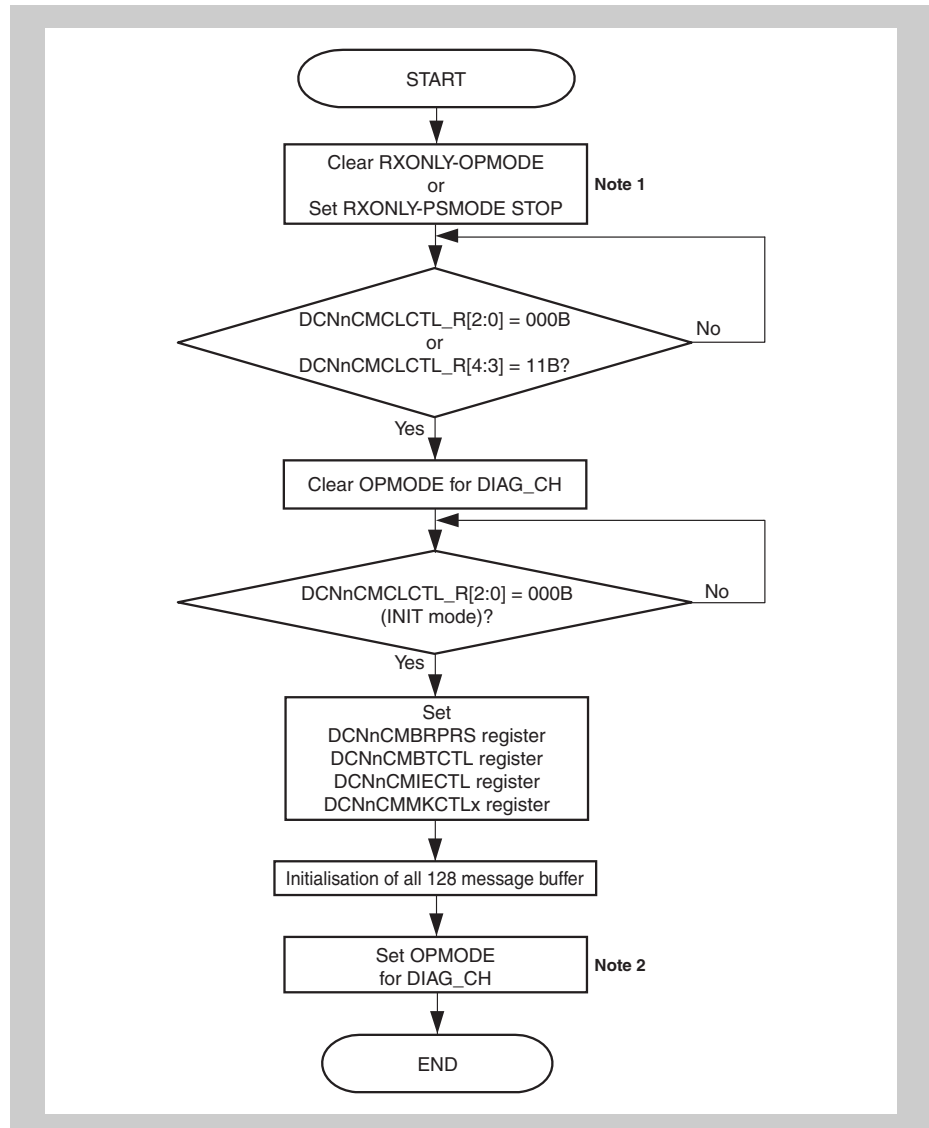 START
Clear RXONLY-OPMODE
or
Set RXONLY-PSMODE STOP
Note 1
DCNnCMCLCTL_R[2:0] = 000B
or
DCNnCMCLCTL_R[4:3] = 11B?
No
Yes
Clear OPMODE for DIAG_CH
DCNnCMCLCTL_R[2:0] = 000B
(INIT mode)?
No
Yes
Set
DCNnCMBRPRS register
DCNnCMBTCTL register
DCNnCMIECTL register
DCNnCMMKCTLx register
Initialisation of all 128 message buffer
Set OPMODE
for DIAG_CH
Note 2
END